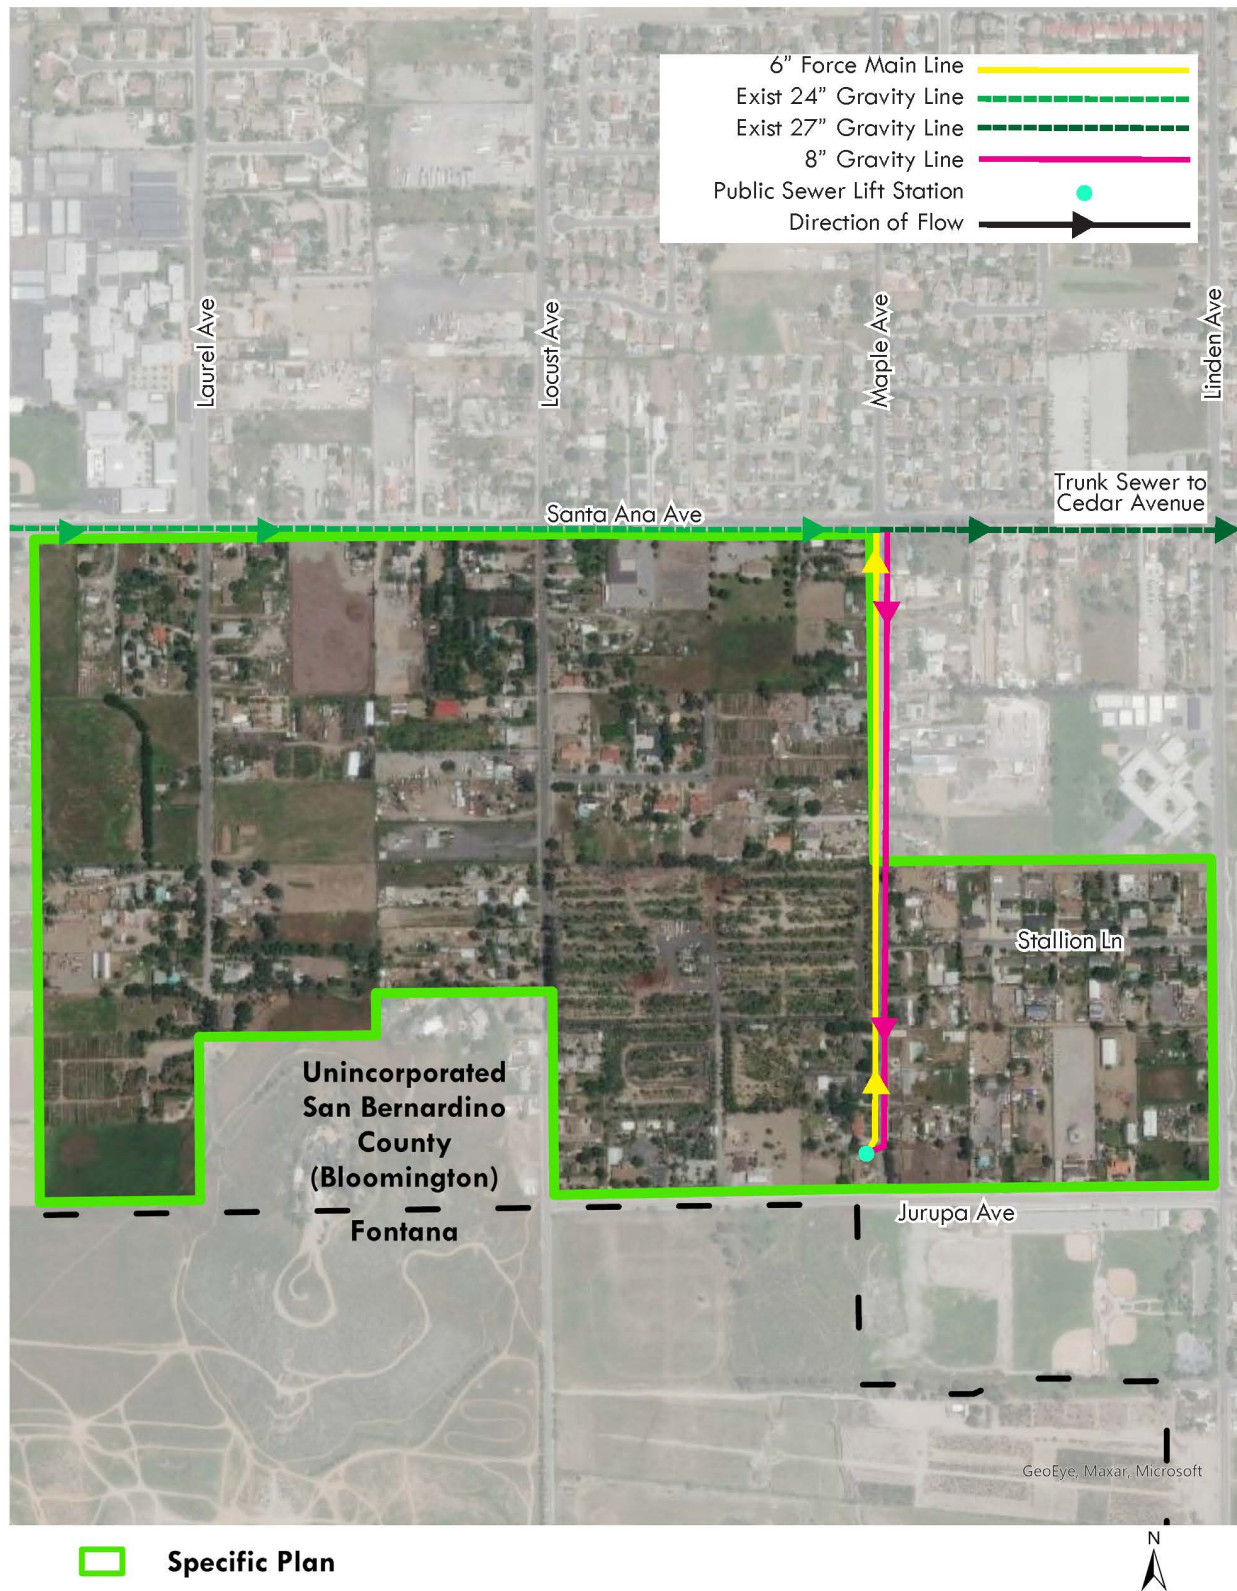 6” Force Main Line
Exist 24” Gravity Line
Exist 27” Gravity Line
8” Gravity Line
Public Sewer Lift Station
Direction of Flow
Laurel Ave
Locust Ave
Maple Ave
Linden Ave
Trunk Sewer to
Cedar Avenue
Santa Ana Ave
Stallion Ln
Unincorporated
San Bernardino
County
(Bloomington)
Fontana
Jurupa Ave
GeoEye, Maxar, Microsoft
Specific Plan
N